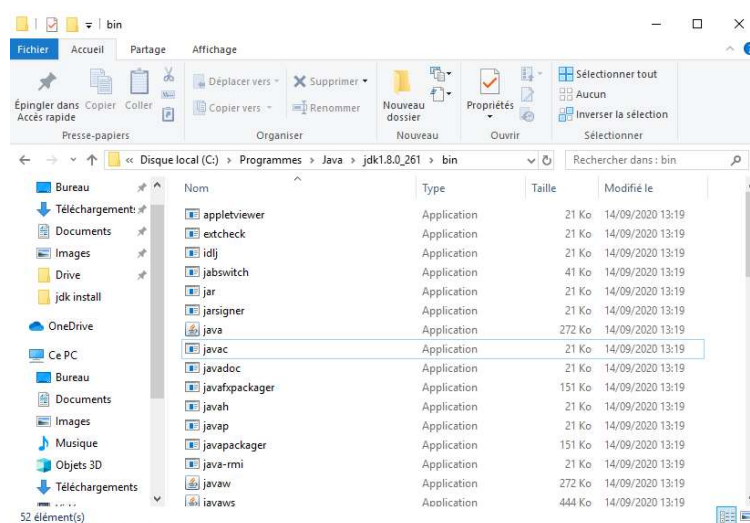 bin
Fichier Accueil Partage Affichage
Épingler dans Accès rapide
Copier
Coller
Déplacer vers
Copier vers
Supprimer
Renommer
Nouveau dossier
Propriétés
Sélectionner tout
Aucun
Inverser la sélection
Presse-papiers Organiser Nouveau Ouvrir Sélectionner
« Disque local (C:) > Programmes > Java > jdk1.8.0_261 > bin
Rechercher dans : bin
Bureau
Téléchargements
Documents
Images
Drive
jdk install
OneDrive
Ce PC
Bureau
Documents
Images
Musique
Objets 3D
Téléchargements
Nom Type Taille Modifié le
appletviewer Application 21 Ko 14/09/2020 13:19
extcheck Application 21 Ko 14/09/2020 13:19
idlj Application 21 Ko 14/09/2020 13:19
jabswitch Application 41 Ko 14/09/2020 13:19
jar Application 21 Ko 14/09/2020 13:19
jarsigner Application 21 Ko 14/09/2020 13:19
java Application 272 Ko 14/09/2020 13:19
javac Application 21 Ko 14/09/2020 13:19
javadoc Application 21 Ko 14/09/2020 13:19
javafxpackager Application 151 Ko 14/09/2020 13:19
javah Application 21 Ko 14/09/2020 13:19
javap Application 21 Ko 14/09/2020 13:19
javapackager Application 151 Ko 14/09/2020 13:19
java-rmi Application 21 Ko 14/09/2020 13:19
javaw Application 272 Ko 14/09/2020 13:19
javaws Application 444 Ko 14/09/2020 13:19
52 élément(s)